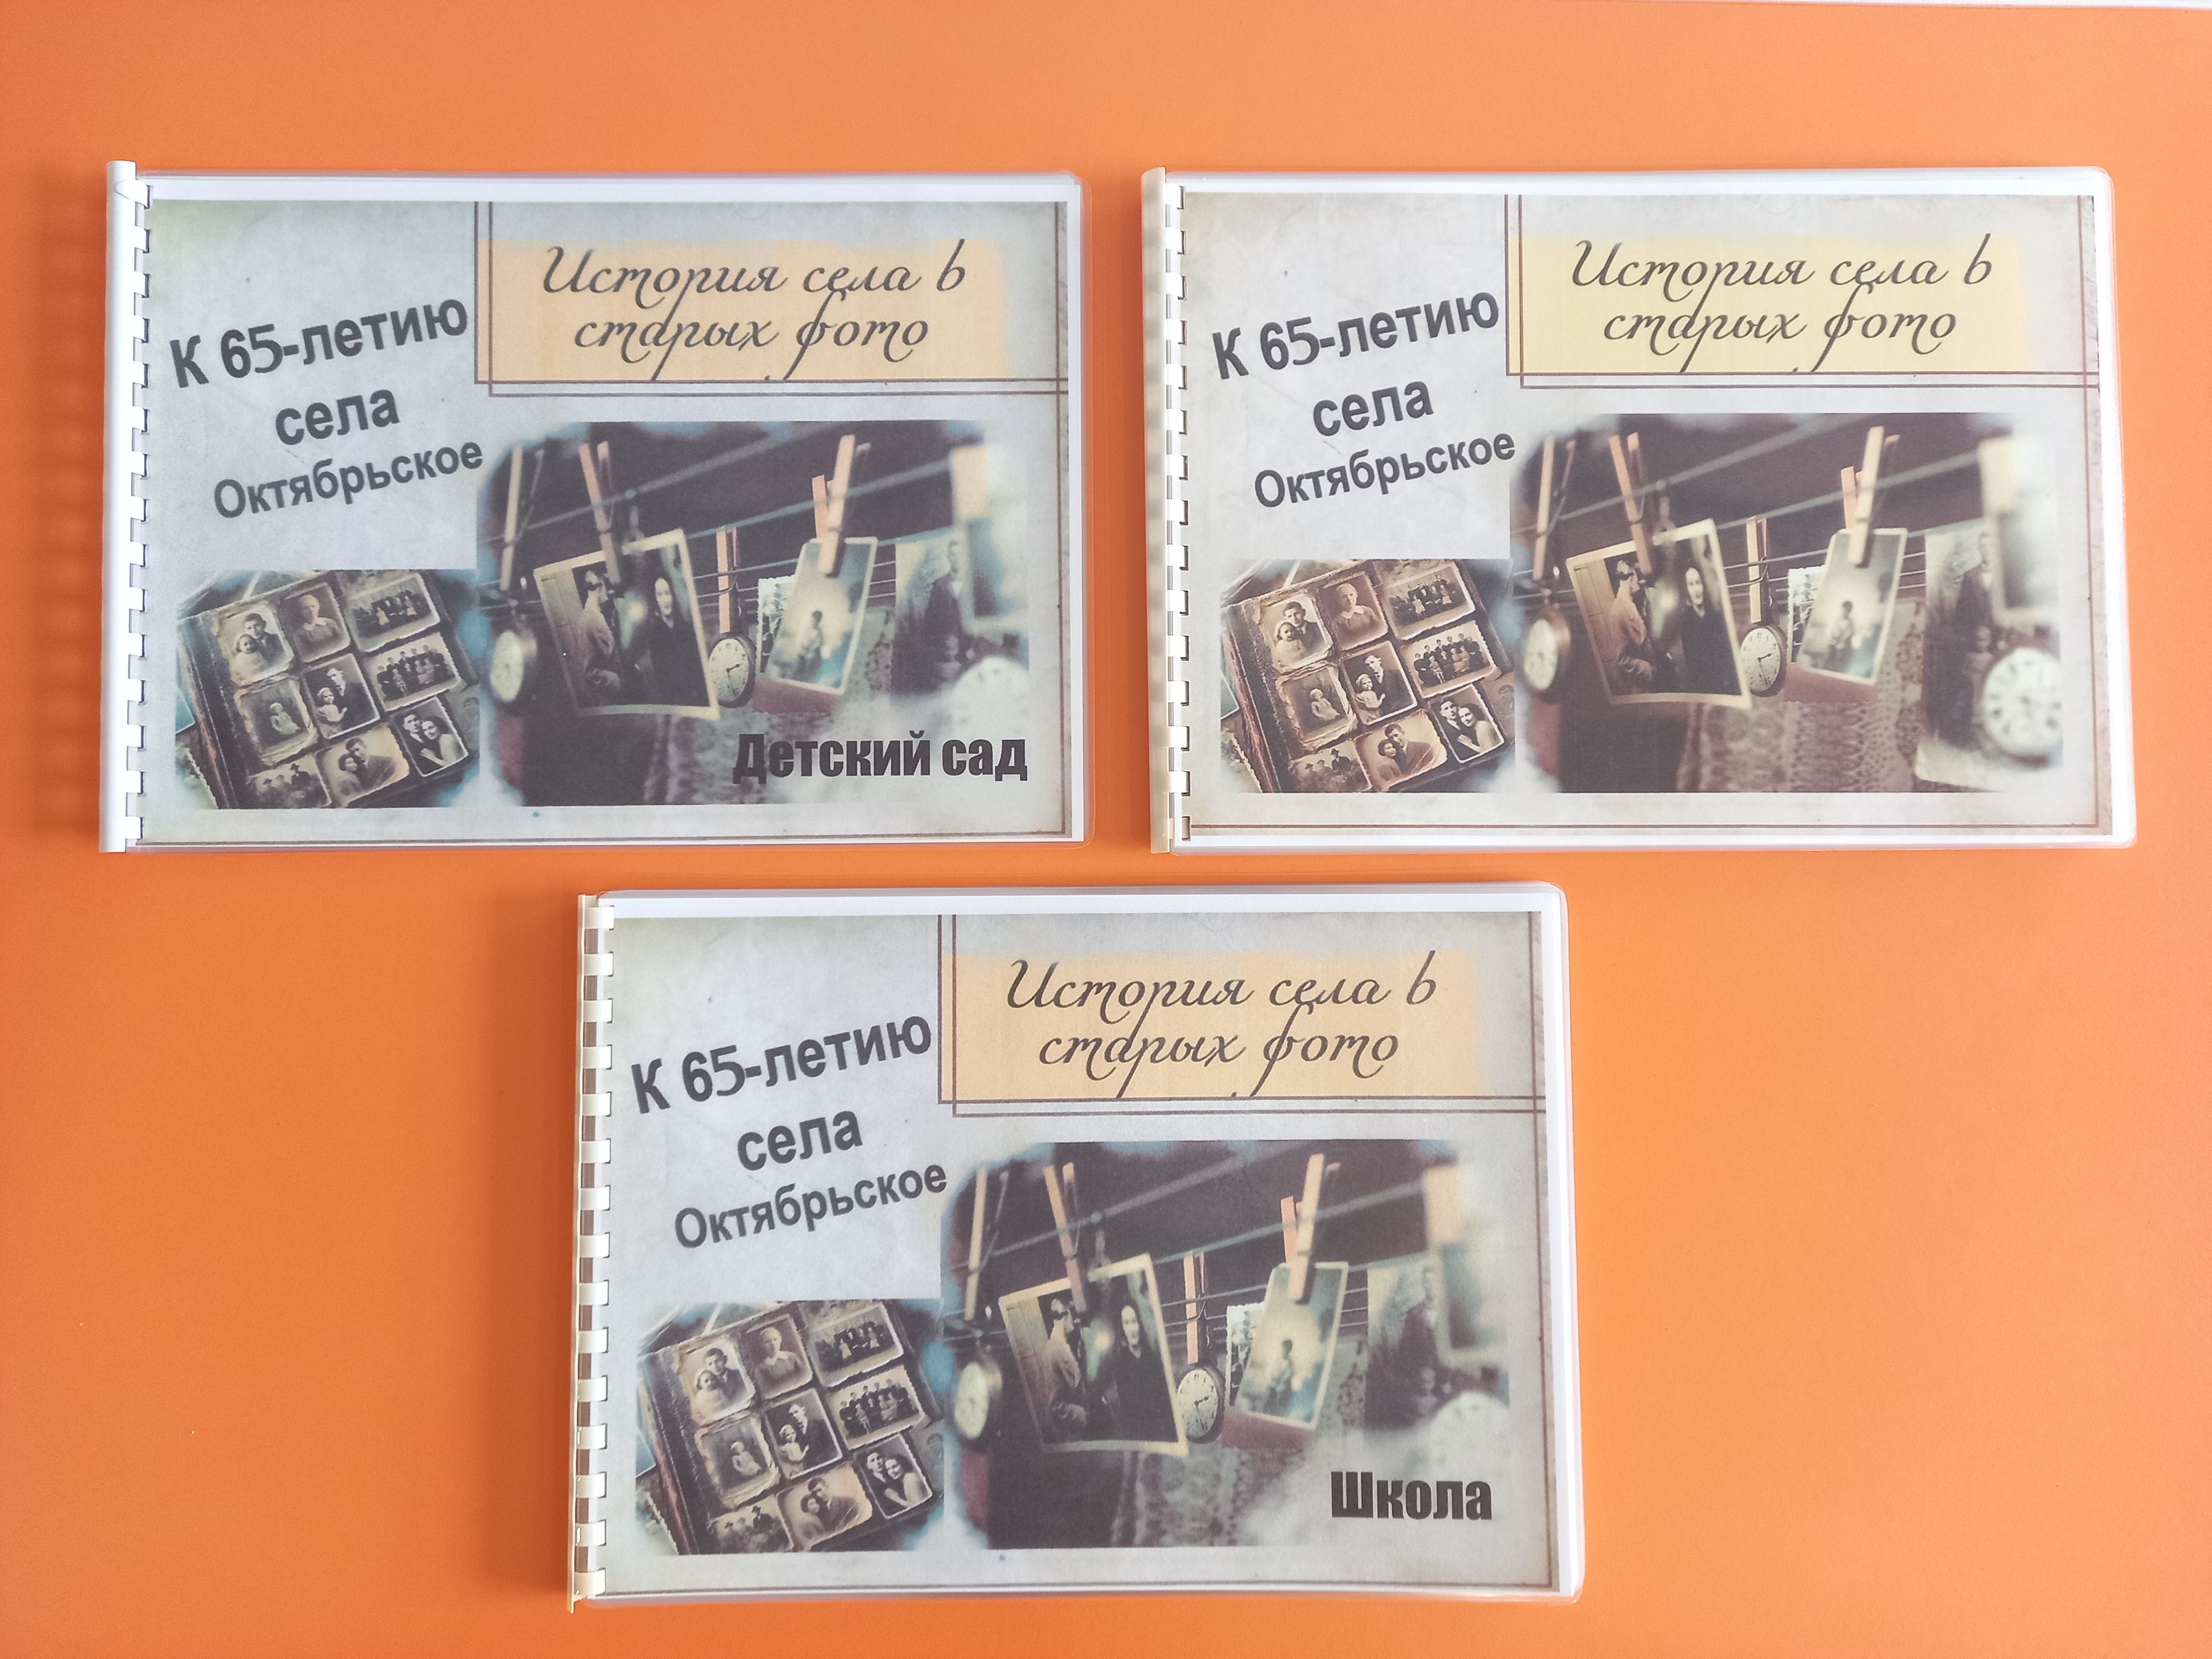 К 65-летию
села
Октябрьское
История села в
старых фото
Детский сад
К 65-летию
села
Октябрьское
История села в
старых фото
К 65-летию
села
Октябрьское
История села в
старых фото
Школа